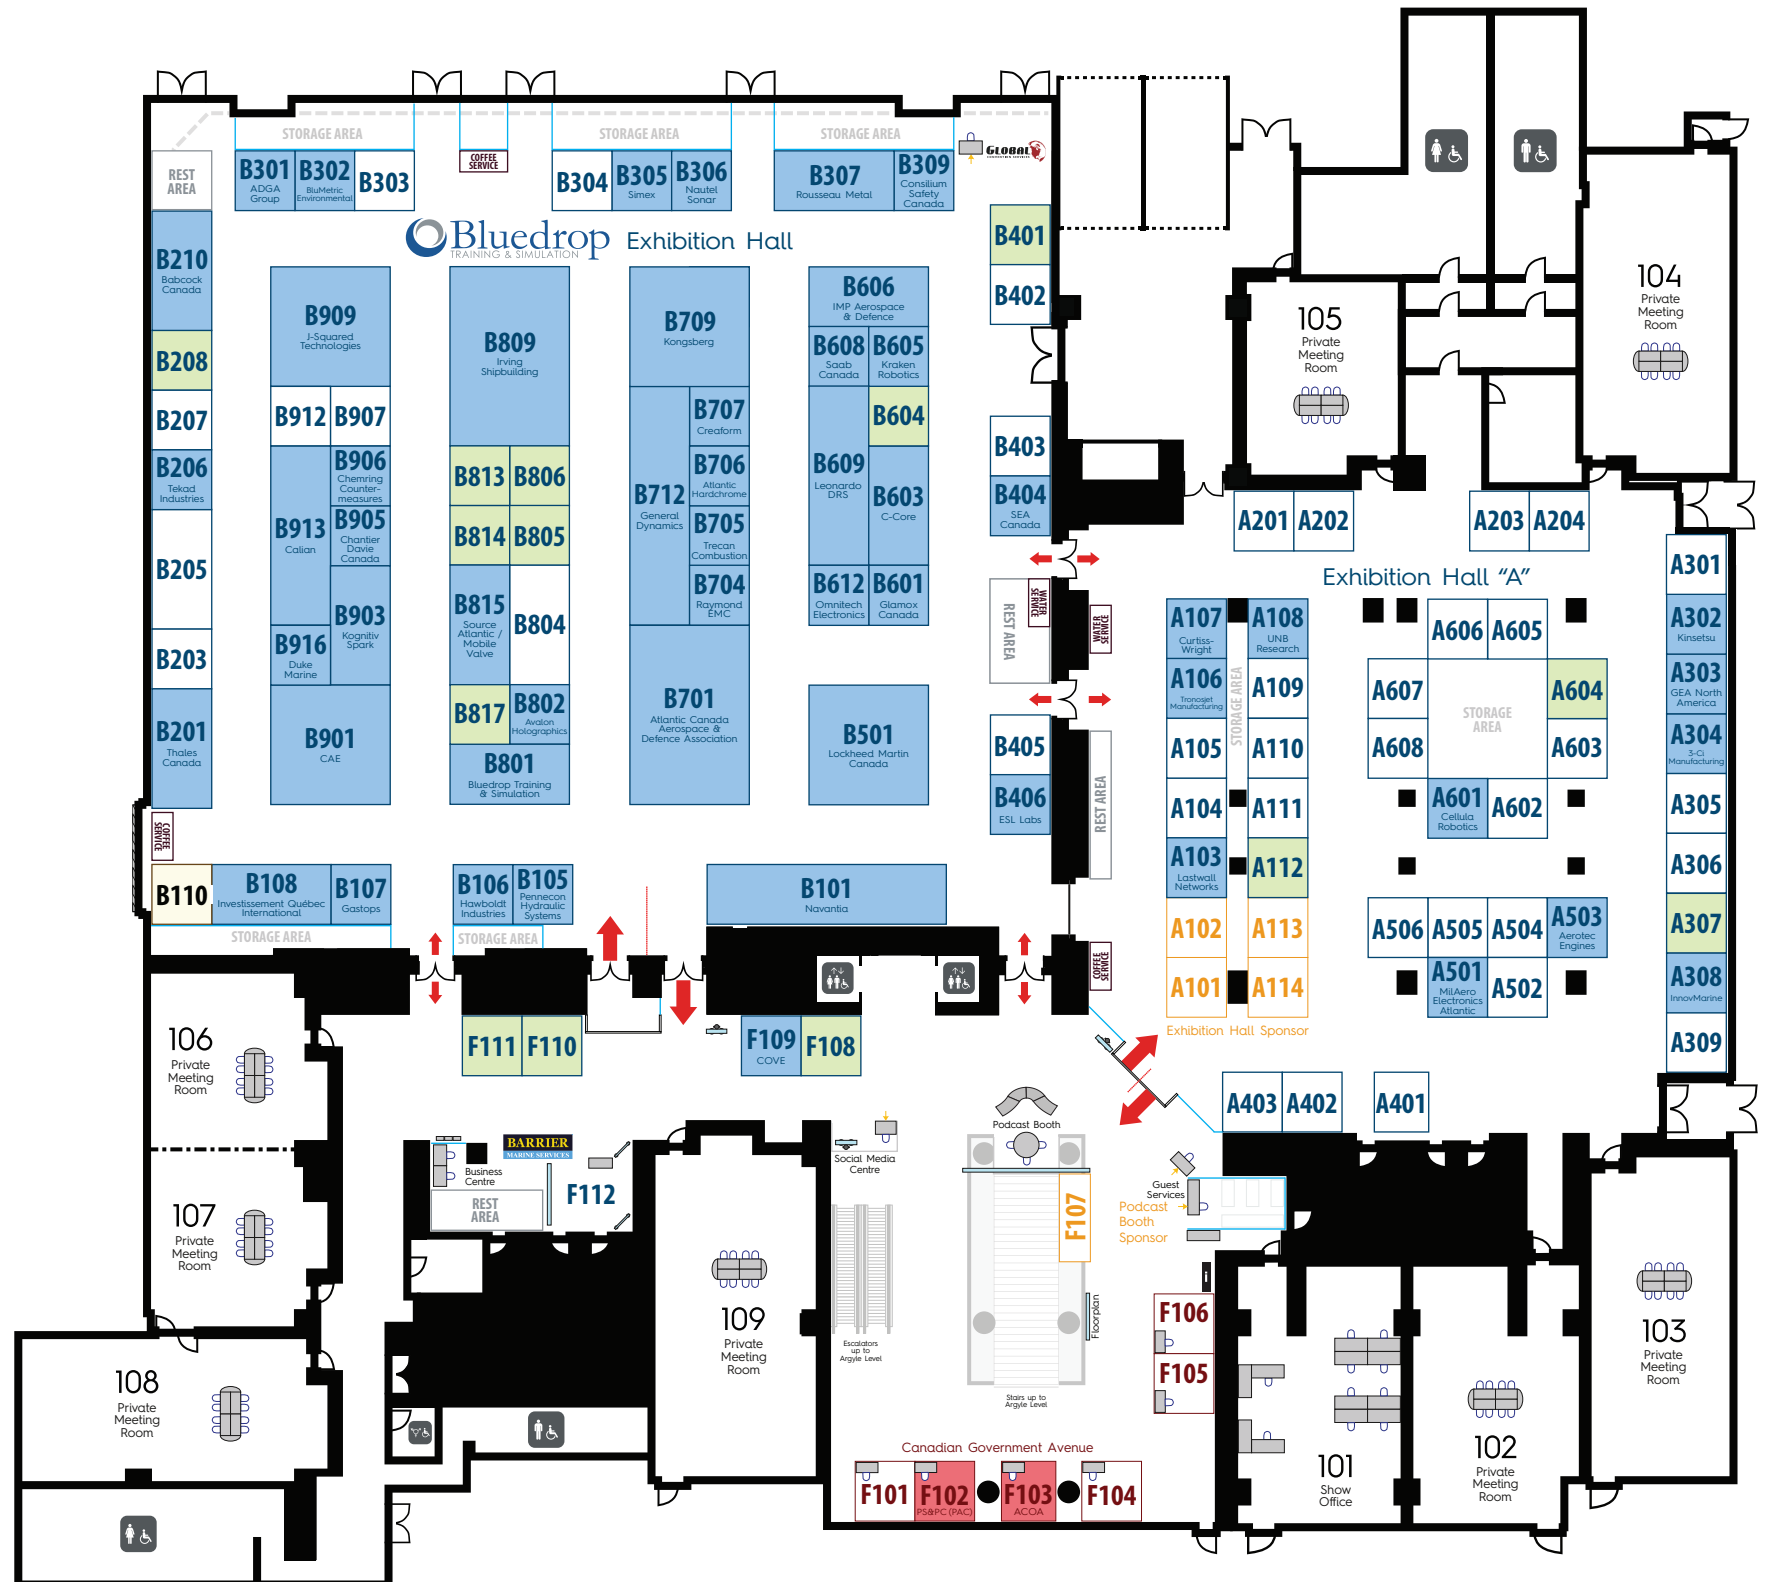 STORAGE AREA
STORAGE AREA
STORAGE AREA
COFFEE
SERVICE
GLOBAL
REST
AREA
B301
ADGA
Group
B302
BluMetric
Environmental
B303
B304
B305
Simex
B306
Nautel
Sonar
B307
Rousseau Metal
B309
Consilium
Safety
Canada
Bluedrop
TRAINING & SIMULATION
Exhibition Hall
B210
Babcock
Canada
B208
B207
B206
Tekad
Industries
B205
B203
B201
Thales
Canada
B909
J-Squared
Technologies
B912
B907
B906
Chemring
Counter-
measures
B913
Calian
B905
Chantier
Davie
Canada
B903
Kognitiv
Spark
B916
Duke
Marine
B901
CAE
B809
Irving
Shipbuilding
B813
B806
B814
B805
B815
Source
Atlantic /
Mobile
Valve
B804
B817
B802
Avalon
Holographics
B801
Bluedrop Training
& Simulation
B709
Kongsberg
B707
Creaform
B706
Atlantic
Hardchrome
B712
General
Dynamics
B705
Trecan
Combustion
B704
Raymond
EMC
B701
Atlantic Canada
Aerospace &
Defence Association
B606
IMP Aerospace
& Defence
B608
Saab
Canada
B605
Kraken
Robotics
B604
B609
Leonardo
DRS
B603
C-Core
B612
Omnitech
Electronics
B601
Glamox
Canada
B501
Lockheed Martin
Canada
B401
B402
B403
B404
SEA
Canada
REST AREA
WATER
SERVICE
WATER
SERVICE
B405
B406
ESL Labs
REST AREA
COFFEE
SERVICE
COFFEE
SERVICE
B110
B108
Investissement Québec
International
B107
Gastops
B106
Hawboldt
Industries
B105
Pennecon
Hydraulic
Systems
B101
Navantia
STORAGE AREA
STORAGE AREA
105
Private
Meeting
Room
104
Private
Meeting
Room
A201
A202
A203
A204
Exhibition Hall “A”
A107
Curtiss-
Wright
A108
UNB
Research
A106
Tronosjet
Manufacturing
A109
STORAGE AREA
A105
A110
A104
A111
A103
Lastwall
Networks
A112
A102
A113
A101
A114
Exhibition Hall Sponsor
A606
A605
A607
A604
STORAGE
AREA
A608
A603
A601
Cellula
Robotics
A602
A506
A505
A504
A503
Aerotec
Engines
A501
MilAero
Electronics
Atlantic
A502
A301
A302
Kinsetsu
A303
GEA North
America
A304
3-Ci
Manufacturing
A305
A306
A307
A308
InnovMarine
A309
A403
A402
A401
106
Private
Meeting
Room
107
Private
Meeting
Room
108
Private
Meeting
Room
F111
F110
F109
COVE
F108
BARRIER
MARINE SERVICES
Business
Centre
REST
AREA
F112
109
Private
Meeting
Room
Social Media
Centre
Escalators
up to
Argyle Level
Podcast Booth
F107
Floorplan
Stairs up to
Argyle Level
Guest
Services
Podcast
Booth
Sponsor
F106
F105
Canadian Government Avenue
F101
F102
PS&PC (PAC)
F103
ACOA
F104
101
Show
Office
102
Private
Meeting
Room
103
Private
Meeting
Room